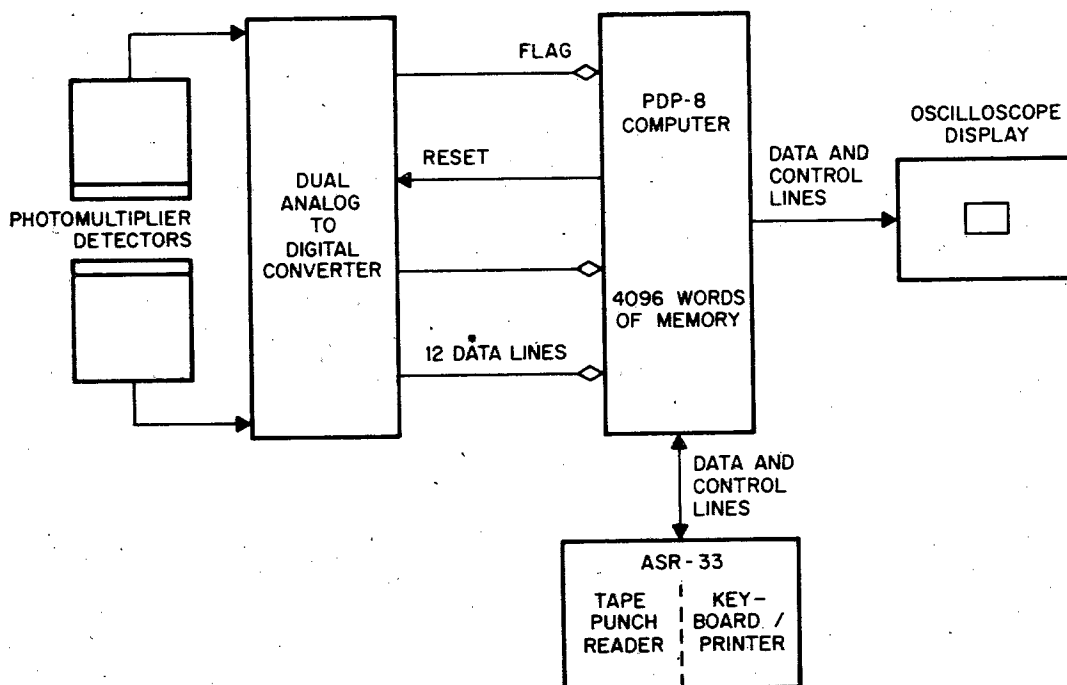 FLAG
PDP-8
COMPUTER
OSCILLOSCOPE
DISPLAY
RESET
DATA AND
CONTROL
LINES
DUAL
ANALOG
TO
DIGITAL
CONVERTER
PHOTOMULTIPLIER
DETECTORS
4096 WORDS
OF MEMORY
12 DATA LINES
DATA AND
CONTROL
LINES
ASR-33
TAPE
PUNCH
READER
KEY-
BOARD /
PRINTER